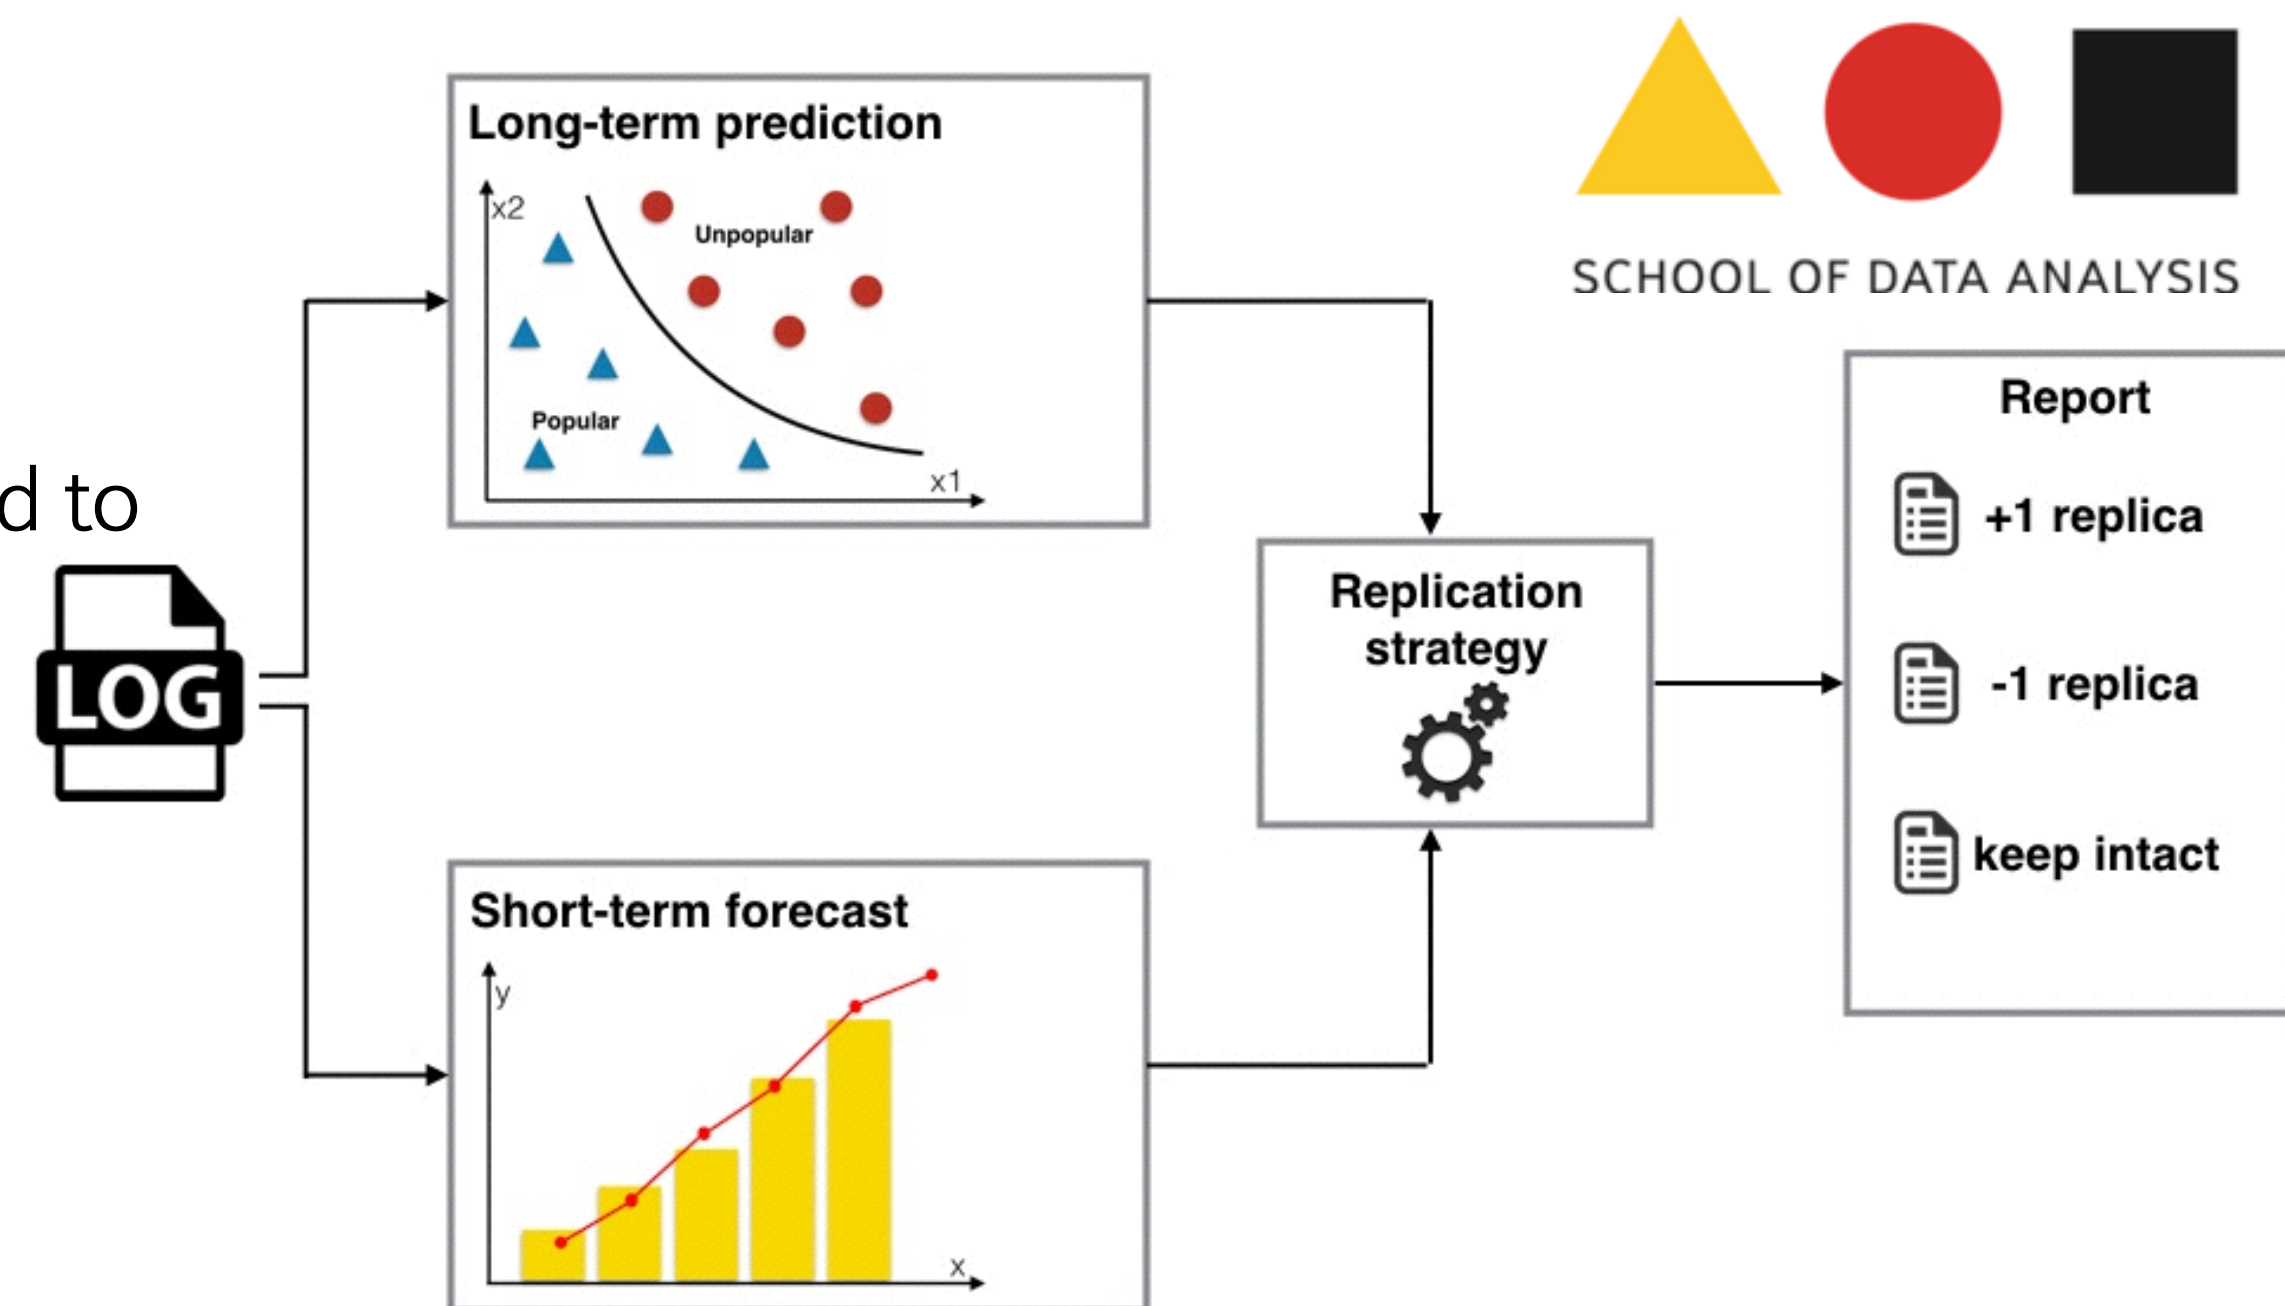 SCHOOL OF DATA ANALYSIS
Long-term prediction
x2
Unpopular
Popular
x1
d to
LOG
Replication
strategy
Report
+1 replica
-1 replica
keep intact
Short-term forecast
y
x